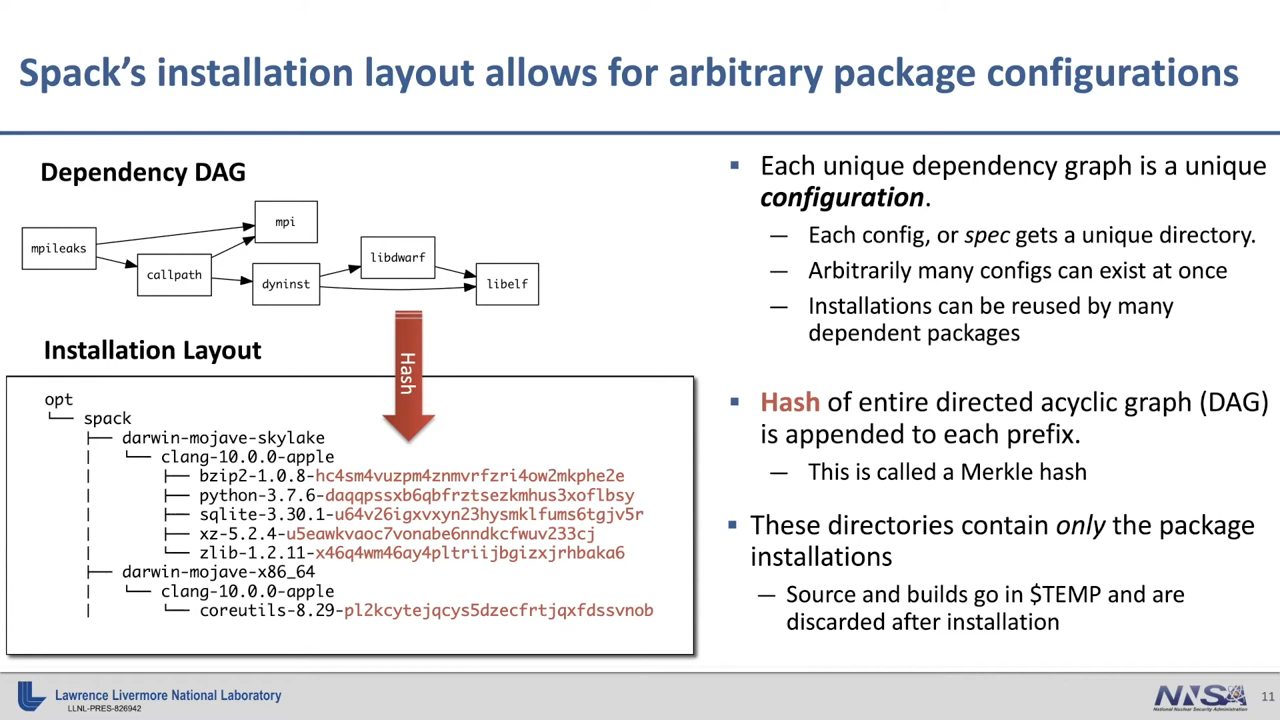 Spack's installation layout allows for arbitrary package configurations
Dependency DAG
mpileaks
mpi
callpath
dyninst
libdwarf
libelf
Hash
Installation Layout
opt
└── spack
├── darwin-mojave-skylake
│ └── clang-10.0.0-apple
│ ├── bzip2-1.0.8-hc4sm4vuzpm4znmvrfzri4ow2mkphe2e
│ ├── python-3.7.6-daqqpssxb6qbfrztsezkmhus3xoflbsy
│ ├── sqlite-3.30.1-u64v26igxvxyn23hysmklfums6tgjv5r
│ ├── xz-5.2.4-u5eawkvaoc7vonabe6nndkcfwuv233cj
│ └── zlib-1.2.11-x46q4wm46ay4pltriijbgizxjrhbaka6
├── darwin-mojave-x86_64
│ └── clang-10.0.0-apple
│ └── coreutils-8.29-pl2kcytejqcys5dzecfrtjqxfdssvnob
▪ Each unique dependency graph is a unique
configuration.
— Each config, or spec gets a unique directory.
— Arbitrarily many configs can exist at once
— Installations can be reused by many
dependent packages
▪ Hash of entire directed acyclic graph (DAG)
is appended to each prefix.
— This is called a Merkle hash
▪ These directories contain only the package
installations
— Source and builds go in $TEMP and are
discarded after installation
Lawrence Livermore National Laboratory
LLNL-PRES-826942
NNSA
National Nuclear Security Administration
11